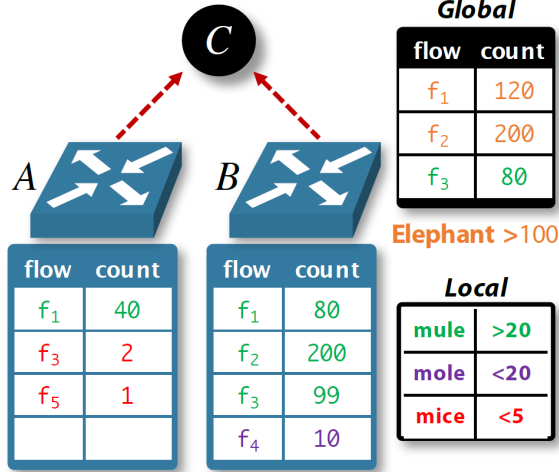 C
A
B
flow count
f₁ 40
f₃ 2
f₅ 1
flow count
f₁ 80
f₂ 200
f₃ 99
f₄ 10
Global
flow count
f₁ 120
f₂ 200
f₃ 80
Elephant >100
Local
mule >20
mole <20
mice <5